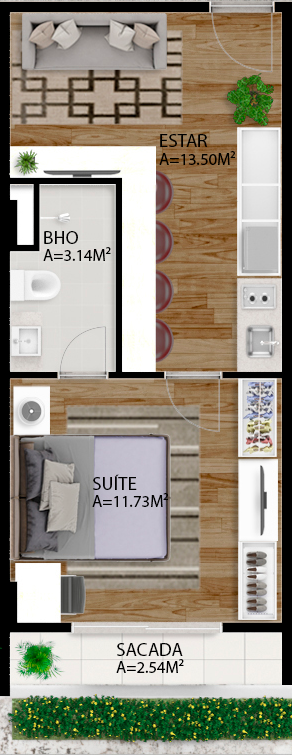 ESTAR
A=13.50M²
BHO
A=3.14M²
SUÍTE
A=11.73M²
SACADA
A=2.54M²